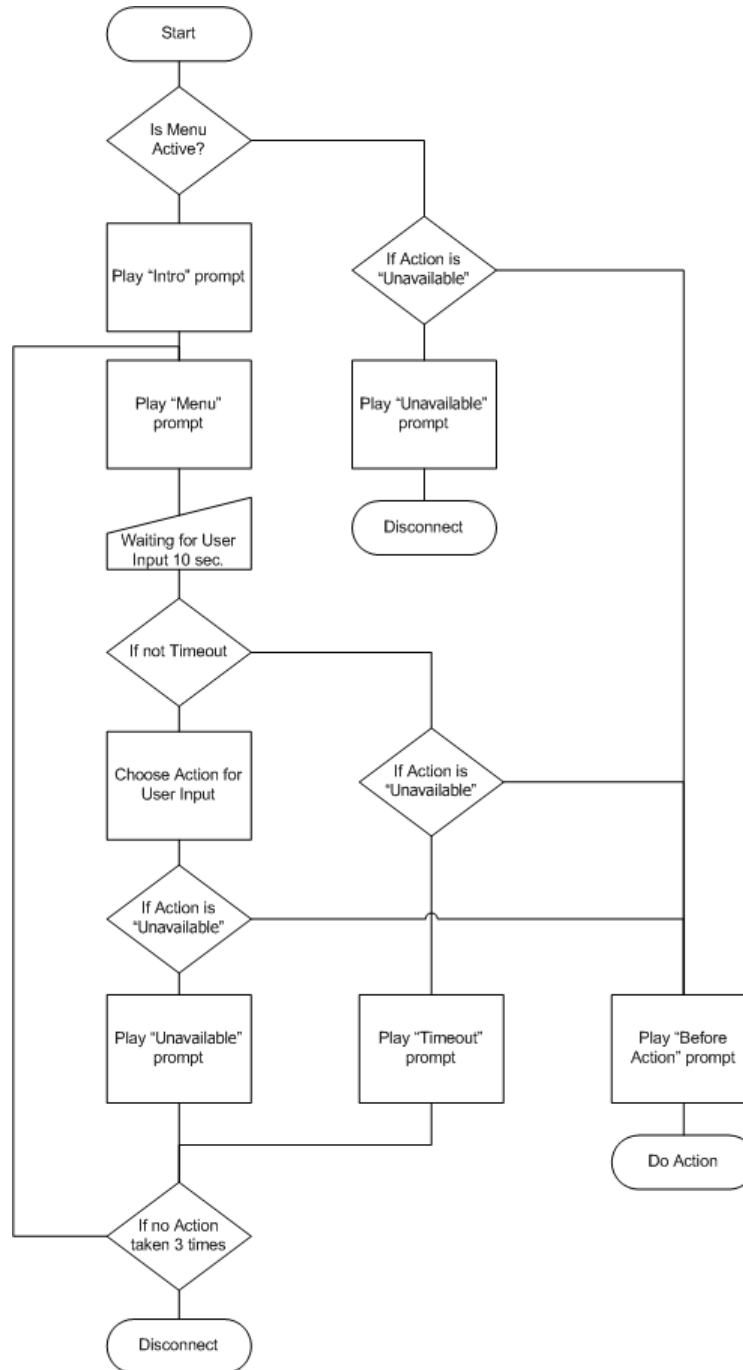 Start
Is Menu
Active?
Play “Intro” prompt
If Action is
“Unavailable”
Play “Menu”
prompt
Play “Unavailable”
prompt
Waiting for User
Input 10 sec.
Disconnect
If not Timeout
Choose Action for
User Input
If Action is
“Unavailable”
If Action is
“Unavailable”
Play “Unavailable”
prompt
Play “Timeout”
prompt
Play “Before
Action” prompt
Do Action
If no Action
taken 3 times
Disconnect